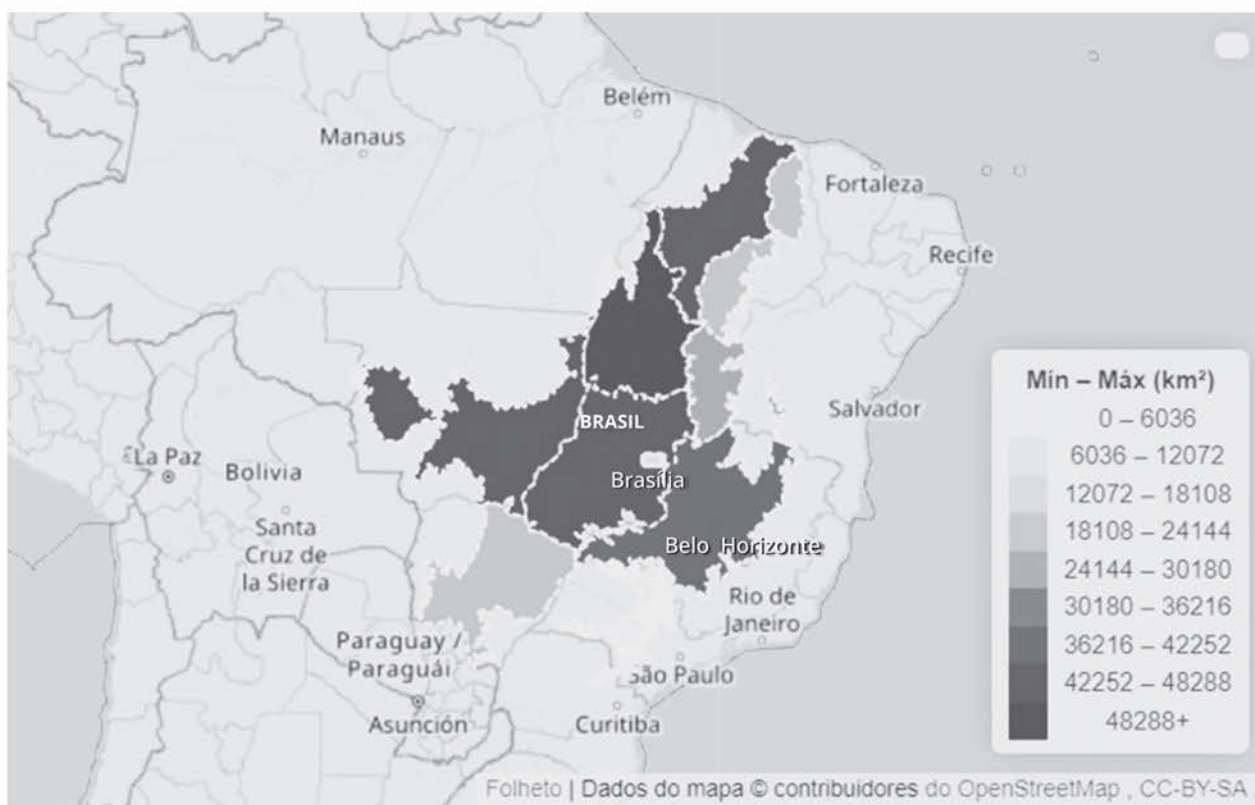 Belém
Manaus
Fortaleza
Recife
Salvador
BRASIL
Brasília
La Paz
Bolivia
Santa
Cruz de
la Sierra
Belo Horizonte
Rio de
Janeiro
Paraguay /
Paraguái
São Paulo
Asunción
Curitiba
Mín – Máx (km²)
0 – 6036
6036 – 12072
12072 – 18108
18108 – 24144
24144 – 30180
30180 – 36216
36216 – 42252
42252 – 48288
48288+
Folheto | Dados do mapa © contribuidores do OpenStreetMap , CC-BY-SA